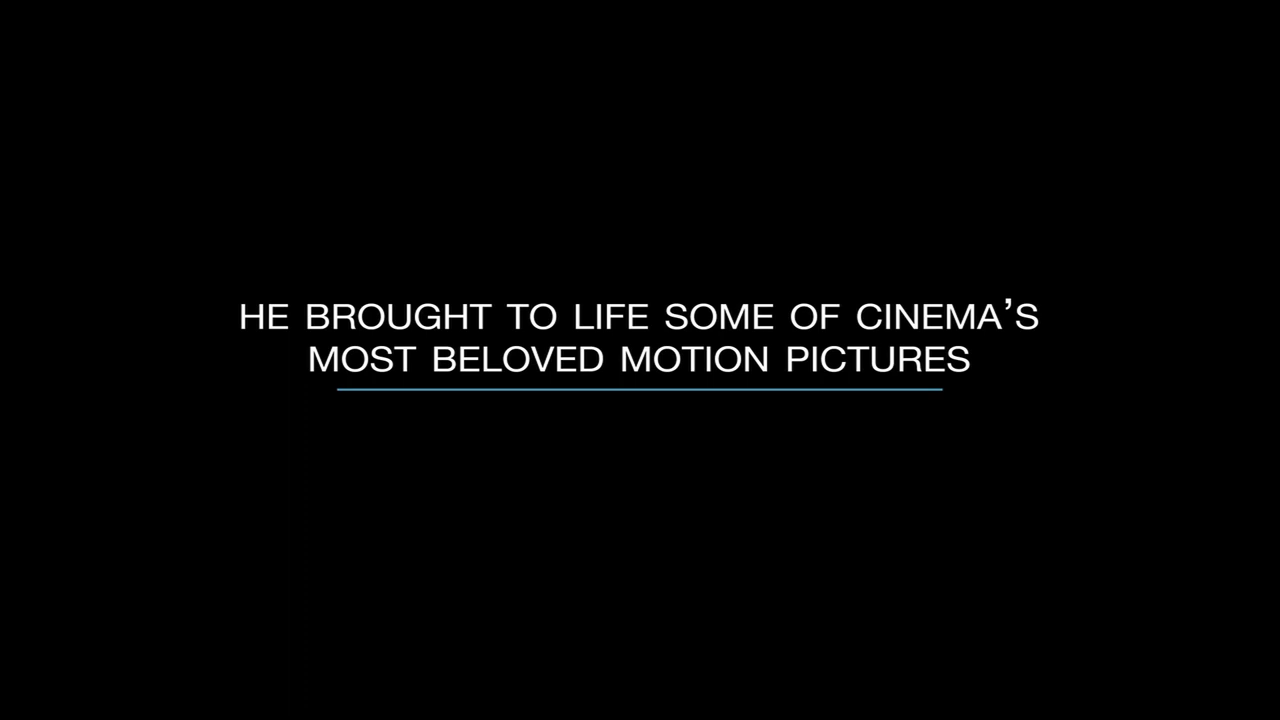 HE BROUGHT TO LIFE SOME OF CINEMA’S
MOST BELOVED MOTION PICTURES